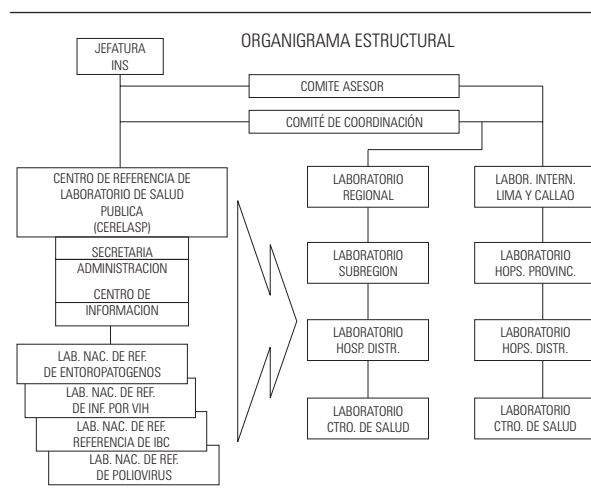 ORGANIGRAMA ESTRUCTURAL
JEFATURA
INS
COMITE ASESOR
COMITÉ DE COORDINACIÓN
CENTRO DE REFERENCIA DE
LABORATORIO DE SALUD
PUBLICA
(CERELASP)
SECRETARIA
ADMINISTRACION
CENTRO DE
INFORMACION
LAB. NAC. DE REF.
DE ENTOROPATOGENOS
LAB. NAC. DE REF.
DE INF. POR VIH
LAB. NAC. DE REF.
REFERENCIA DE IBC
LAB. NAC. DE REF.
DE POLIOVIRUS
LABORATORIO
REGIONAL
LABORATORIO
SUBREGION
LABORATORIO
HOSP. DISTR.
LABORATORIO
CTRO. DE SALUD
LABOR. INTERN.
LIMA Y CALLAO
LABORATORIO
HOPS. PROVINC.
LABORATORIO
HOPS. DISTR.
LABORATORIO
CTRO. DE SALUD